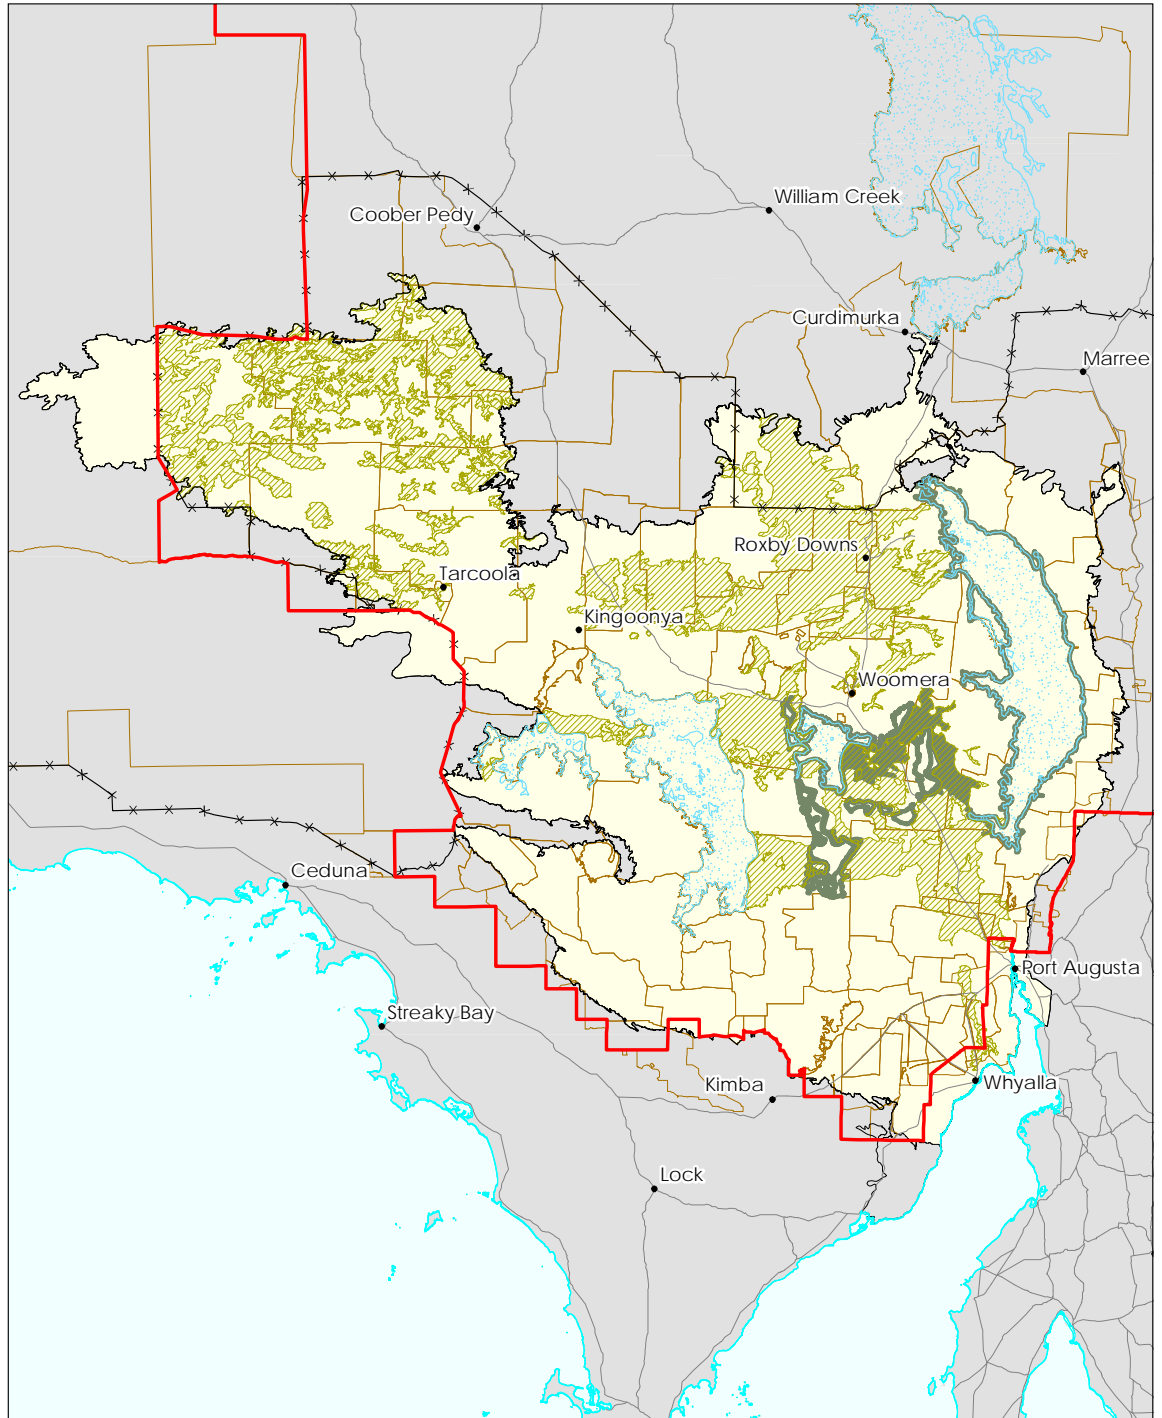 William Creek
Coober Pedy
Curdimurka
Marree
Roxby Downs
Tarcoola
Kingoonya
Woomera
Ceduna
Port Augusta
Streaky Bay
Kimba
Whyalla
Lock